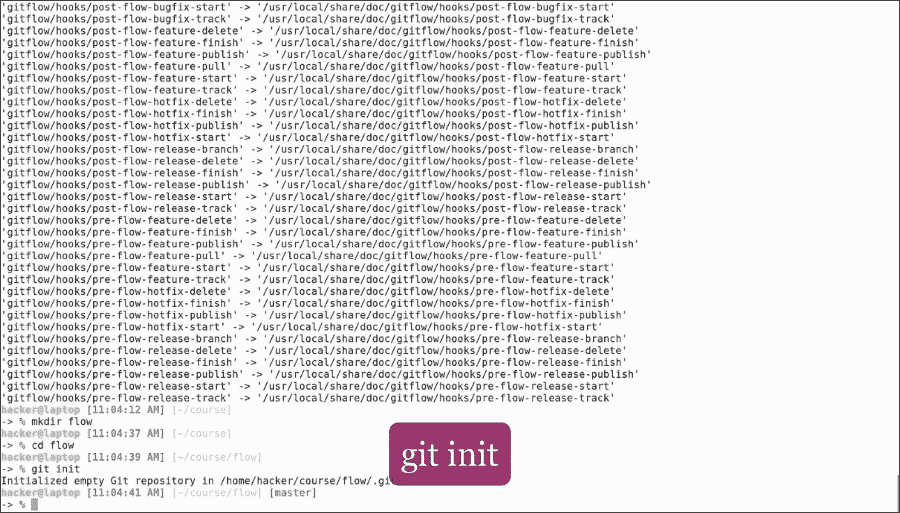 'gitflow/hooks/post-flow-bugfix-start' -> '/usr/local/share/doc/gitflow/hooks/post-flow-bugfix-start'
'gitflow/hooks/post-flow-bugfix-track' -> '/usr/local/share/doc/gitflow/hooks/post-flow-bugfix-track'
'gitflow/hooks/post-flow-feature-delete' -> '/usr/local/share/doc/gitflow/hooks/post-flow-feature-delete'
'gitflow/hooks/post-flow-feature-finish' -> '/usr/local/share/doc/gitflow/hooks/post-flow-feature-finish'
'gitflow/hooks/post-flow-feature-publish' -> '/usr/local/share/doc/gitflow/hooks/post-flow-feature-publish'
'gitflow/hooks/post-flow-feature-pull' -> '/usr/local/share/doc/gitflow/hooks/post-flow-feature-pull'
'gitflow/hooks/post-flow-feature-start' -> '/usr/local/share/doc/gitflow/hooks/post-flow-feature-start'
'gitflow/hooks/post-flow-feature-track' -> '/usr/local/share/doc/gitflow/hooks/post-flow-feature-track'
'gitflow/hooks/post-flow-hotfix-delete' -> '/usr/local/share/doc/gitflow/hooks/post-flow-hotfix-delete'
'gitflow/hooks/post-flow-hotfix-finish' -> '/usr/local/share/doc/gitflow/hooks/post-flow-hotfix-finish'
'gitflow/hooks/post-flow-hotfix-publish' -> '/usr/local/share/doc/gitflow/hooks/post-flow-hotfix-publish'
'gitflow/hooks/post-flow-hotfix-start' -> '/usr/local/share/doc/gitflow/hooks/post-flow-hotfix-start'
'gitflow/hooks/post-flow-release-branch' -> '/usr/local/share/doc/gitflow/hooks/post-flow-release-branch'
'gitflow/hooks/post-flow-release-delete' -> '/usr/local/share/doc/gitflow/hooks/post-flow-release-delete'
'gitflow/hooks/post-flow-release-finish' -> '/usr/local/share/doc/gitflow/hooks/post-flow-release-finish'
'gitflow/hooks/post-flow-release-publish' -> '/usr/local/share/doc/gitflow/hooks/post-flow-release-publish'
'gitflow/hooks/post-flow-release-start' -> '/usr/local/share/doc/gitflow/hooks/post-flow-release-start'
'gitflow/hooks/post-flow-release-track' -> '/usr/local/share/doc/gitflow/hooks/post-flow-release-track'
'gitflow/hooks/pre-flow-feature-delete' -> '/usr/local/share/doc/gitflow/hooks/pre-flow-feature-delete'
'gitflow/hooks/pre-flow-feature-finish' -> '/usr/local/share/doc/gitflow/hooks/pre-flow-feature-finish'
'gitflow/hooks/pre-flow-feature-publish' -> '/usr/local/share/doc/gitflow/hooks/pre-flow-feature-publish'
'gitflow/hooks/pre-flow-feature-pull' -> '/usr/local/share/doc/gitflow/hooks/pre-flow-feature-pull'
'gitflow/hooks/pre-flow-feature-start' -> '/usr/local/share/doc/gitflow/hooks/pre-flow-feature-start'
'gitflow/hooks/pre-flow-feature-track' -> '/usr/local/share/doc/gitflow/hooks/pre-flow-feature-track'
'gitflow/hooks/pre-flow-hotfix-delete' -> '/usr/local/share/doc/gitflow/hooks/pre-flow-hotfix-delete'
'gitflow/hooks/pre-flow-hotfix-finish' -> '/usr/local/share/doc/gitflow/hooks/pre-flow-hotfix-finish'
'gitflow/hooks/pre-flow-hotfix-publish' -> '/usr/local/share/doc/gitflow/hooks/pre-flow-hotfix-publish'
'gitflow/hooks/pre-flow-hotfix-start' -> '/usr/local/share/doc/gitflow/hooks/pre-flow-hotfix-start'
'gitflow/hooks/pre-flow-release-branch' -> '/usr/local/share/doc/gitflow/hooks/pre-flow-release-branch'
'gitflow/hooks/pre-flow-release-delete' -> '/usr/local/share/doc/gitflow/hooks/pre-flow-release-delete'
'gitflow/hooks/pre-flow-release-finish' -> '/usr/local/share/doc/gitflow/hooks/pre-flow-release-finish'
'gitflow/hooks/pre-flow-release-publish' -> '/usr/local/share/doc/gitflow/hooks/pre-flow-release-publish'
'gitflow/hooks/pre-flow-release-start' -> '/usr/local/share/doc/gitflow/hooks/pre-flow-release-start'
'gitflow/hooks/pre-flow-release-track' -> '/usr/local/share/doc/gitflow/hooks/pre-flow-release-track'
hacker@laptop [11:04:12 AM] [~/course]
-> % mkdir flow
hacker@laptop [11:04:37 AM] [~/course]
-> % cd flow
hacker@laptop [11:04:39 AM] [~/course/flow]
-> % git init
Initialized empty Git repository in /home/hacker/course/flow/.gi
hacker@laptop [11:04:41 AM] [~/course/flow] [master]
-> %
git init